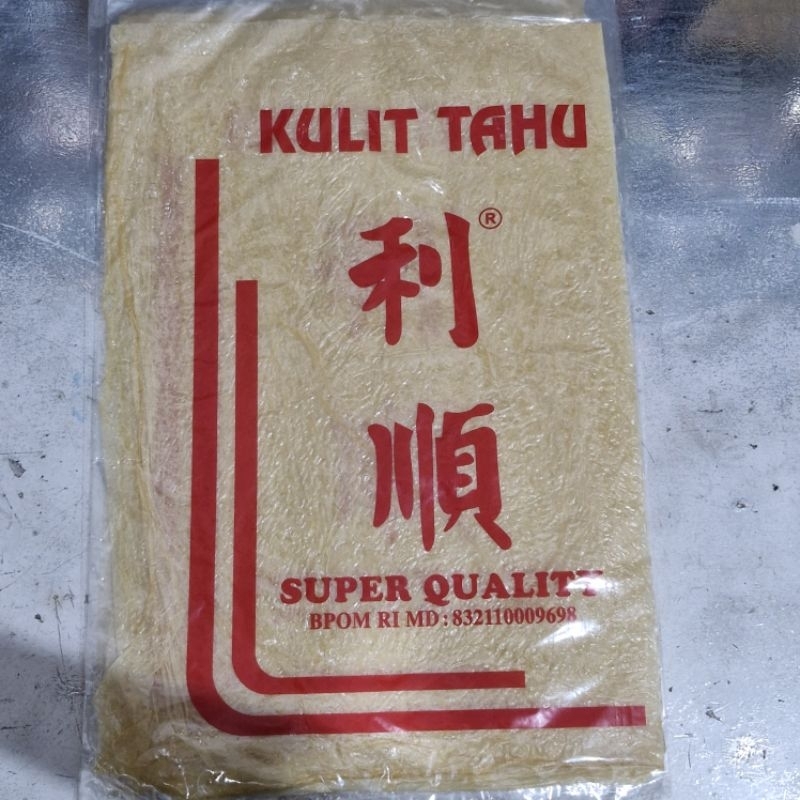 KULIT TAHU
利®
順
SUPER QUALITY
BPOM RI MD : 832110009698